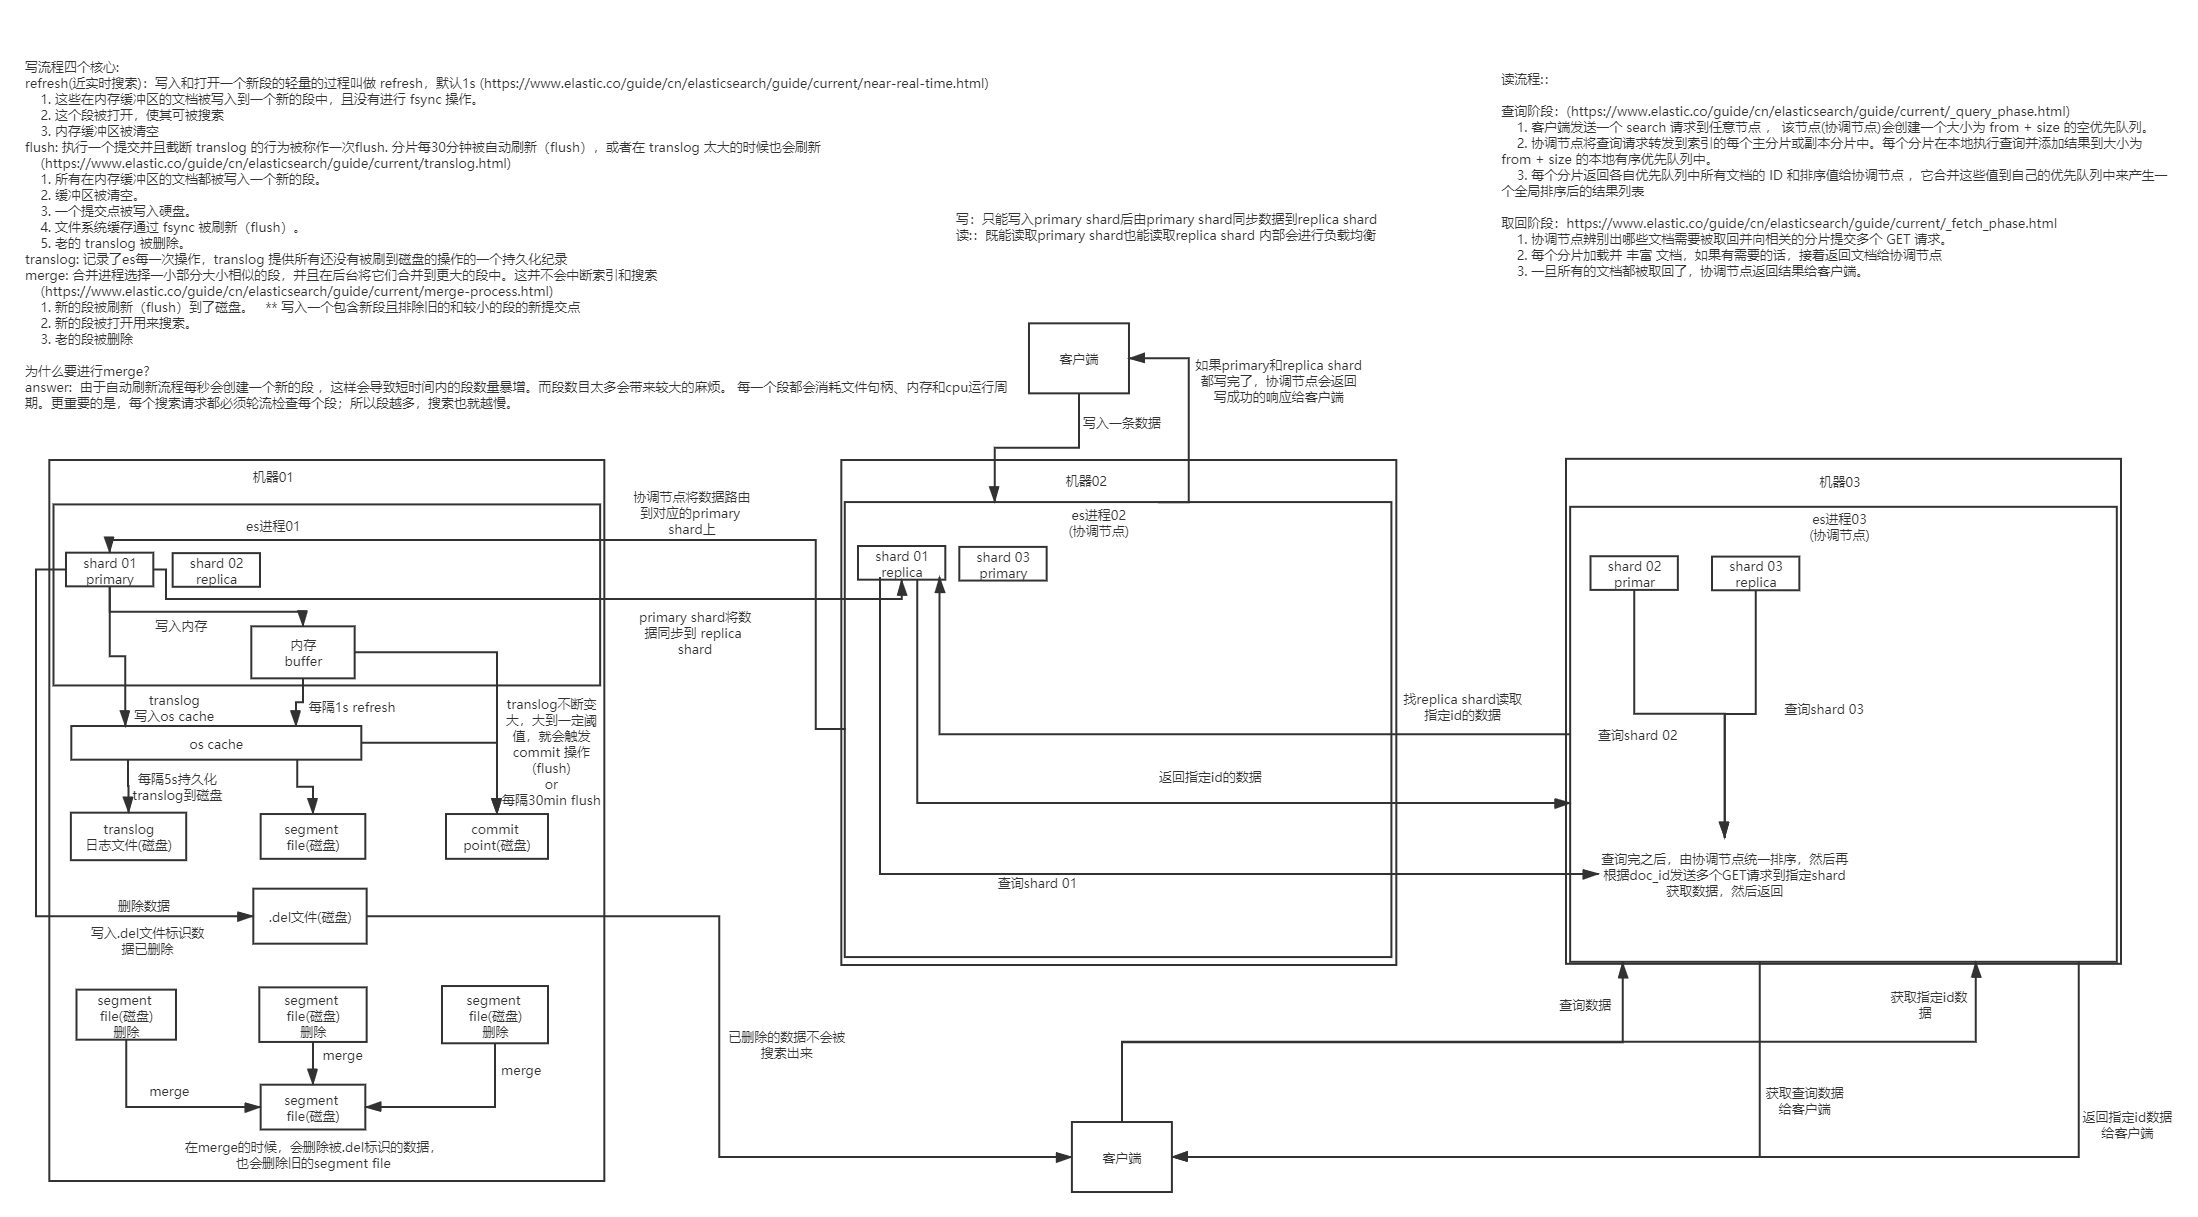 写流程四个核心:
refresh(近实时搜索)：写入和打开一个新段的轻量的过程叫做 refresh，默认1s (https://www.elastic.co/guide/cn/elasticsearch/guide/current/near-real-time.html)
1. 这些在内存缓冲区的文档被写入到一个新的段中，且没有进行 fsync 操作。
2. 这个段被打开，使其可被搜索
3. 内存缓冲区被清空
flush: 执行一个提交并且截断 translog 的行为被称作一次flush. 分片每30分钟被自动刷新（flush），或者在 translog 太大的时候也会刷新
(https://www.elastic.co/guide/cn/elasticsearch/guide/current/translog.html)
1. 所有在内存缓冲区的文档都被写入一个新的段。
2. 缓冲区被清空。
3. 一个提交点被写入硬盘。
4. 文件系统缓存通过 fsync 被刷新（flush）。
5. 老的 translog 被删除。
translog: 记录了es每一次操作，translog 提供所有还没有被刷到磁盘的操作的一个持久化纪录
merge: 合并进程选择一小部分大小相似的段，并且在后台将它们合并到更大的段中。这并不会中断索引和搜索
(https://www.elastic.co/guide/cn/elasticsearch/guide/current/merge-process.html)
1. 新的段被刷新（flush）到了磁盘。 ** 写入一个包含新段且排除旧的和较小的段的新提交点
2. 新的段被打开用来搜索。
3. 老的段被删除
为什么要进行merge?
answer: 由于自动刷新流程每秒会创建一个新的段 ，这样会导致短时间内的段数量暴增。而段数目太多会带来较大的麻烦。 每一个段都会消耗文件句柄、内存和cpu运行周
期。更重要的是，每个搜索请求都必须轮流检查每个段；所以段越多，搜索也就越慢。
写：只能写入primary shard后由primary shard同步数据到replica shard
读:：既能读取primary shard也能读取replica shard 内部会进行负载均衡
读流程:：
查询阶段：(https://www.elastic.co/guide/cn/elasticsearch/guide/current/_query_phase.html)
1. 客户端发送一个 search 请求到任意节点 ， 该节点(协调节点)会创建一个大小为 from + size 的空优先队列。
2. 协调节点将查询请求转发到索引的每个主分片或副本分片中。每个分片在本地执行查询并添加结果到大小为
from + size 的本地有序优先队列中。
3. 每个分片返回各自优先队列中所有文档的 ID 和排序值给协调节点 ，它合并这些值到自己的优先队列中来产生一
个全局排序后的结果列表
取回阶段：https://www.elastic.co/guide/cn/elasticsearch/guide/current/_fetch_phase.html
1. 协调节点辨别出哪些文档需要被取回并向相关的分片提交多个 GET 请求。
2. 每个分片加载并 丰富 文档，如果有需要的话，接着返回文档给协调节点
3. 一旦所有的文档都被取回了，协调节点返回结果给客户端。
客户端
如果primary和replica shard
都写完了，协调节点会返回
写成功的响应给客户端
写入一条数据
机器01
es进程01
shard 01
primary
shard 02
replica
写入内存
内存
buffer
translog
写入os cache
每隔1s refresh
os cache
translog不断变
大，大到一定阈
值，就会触发
commit 操作
(flush)
or
每隔30min flush
每隔5s持久化
translog到磁盘
translog
日志文件(磁盘)
segment
file(磁盘)
commit
point(磁盘)
删除数据
写入.del文件标识数
据已删除
.del文件(磁盘)
segment
file(磁盘)
删除
segment
file(磁盘)
删除
segment
file(磁盘)
删除
merge
merge
merge
segment
file(磁盘)
在merge的时候，会删除被.del标识的数据，
也会删除旧的segment file
协调节点将数据路由
到对应的primary
shard上
primary shard将数
据同步到 replica
shard
机器02
es进程02
(协调节点)
shard 01
replica
shard 03
primary
找replica shard读取
指定id的数据
返回指定id的数据
查询shard 01
机器03
es进程03
(协调节点)
shard 02
primar
shard 03
replica
查询shard 03
查询shard 02
查询完之后，由协调节点统一排序，然后再
根据doc_id发送多个GET请求到指定shard
获取数据，然后返回
已删除的数据不会被
搜索出来
查询数据
获取指定id数
据
获取查询数据
给客户端
返回指定id数据
给客户端
客户端